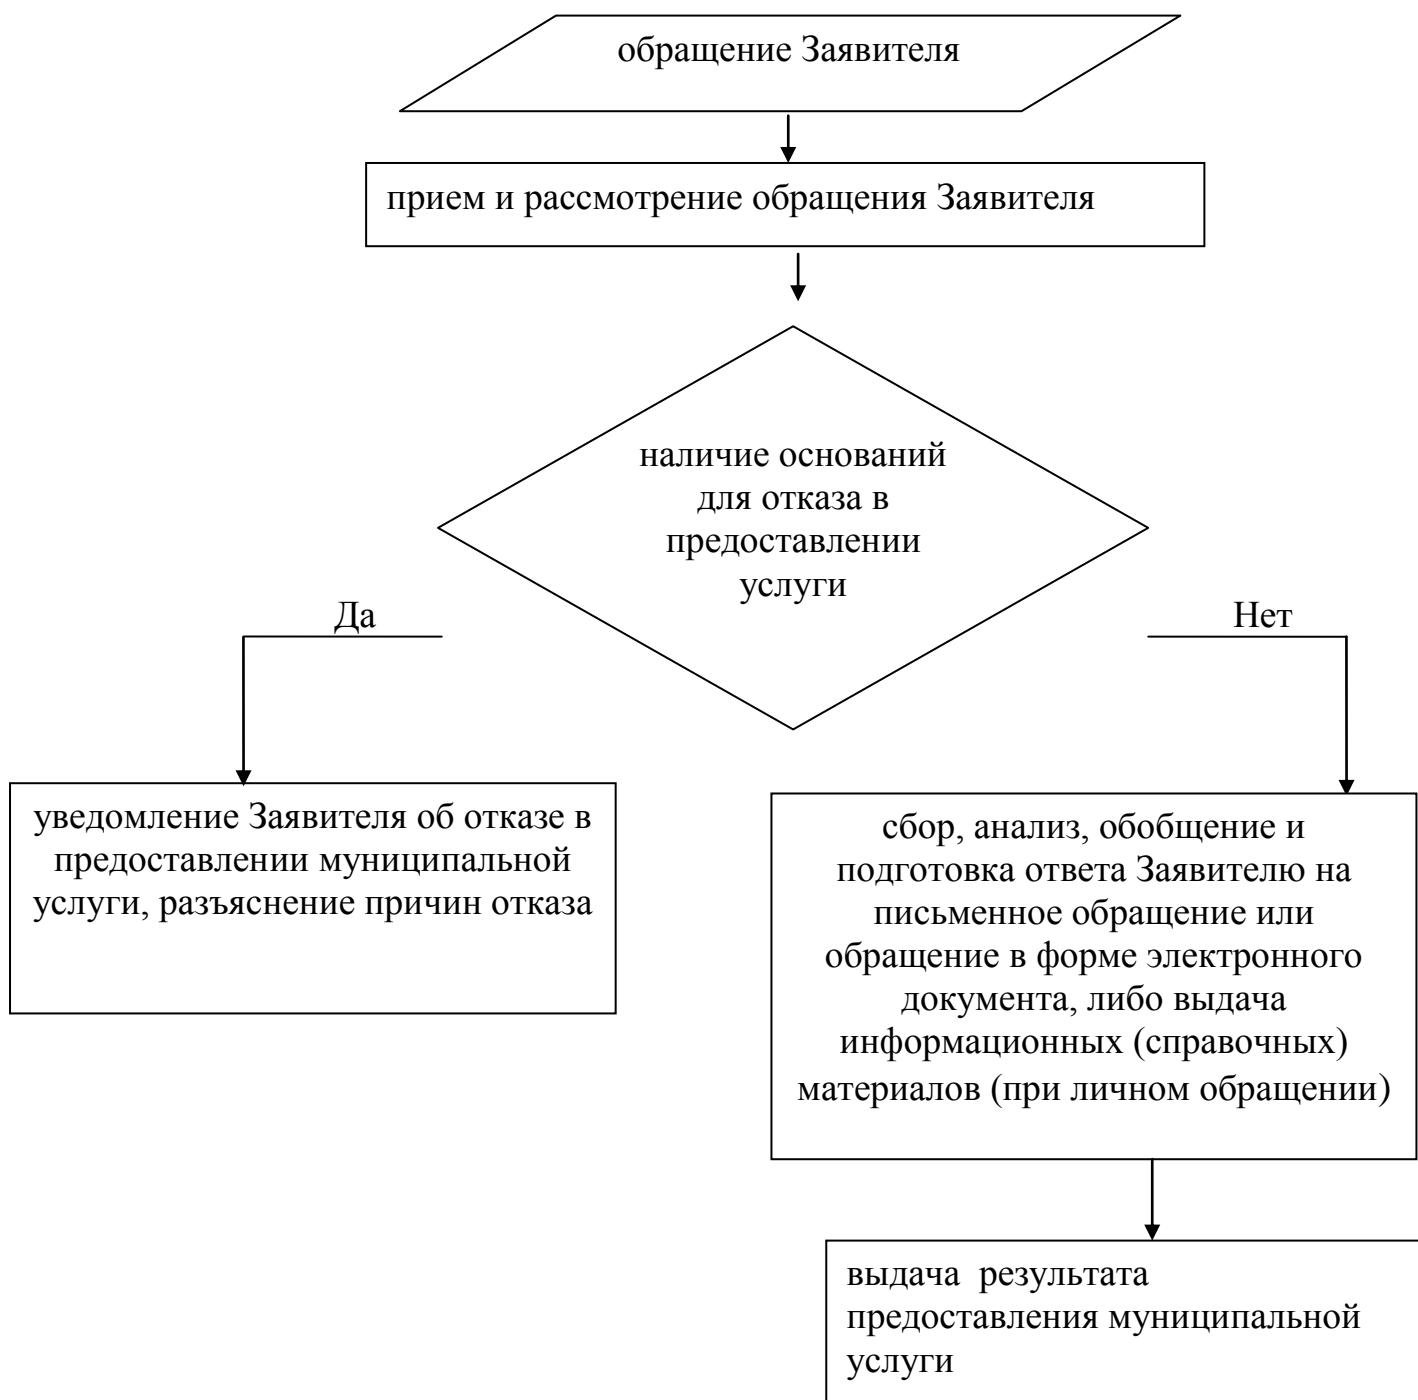 обращение Заявителя
прием и рассмотрение обращения Заявителя
наличие оснований
для отказа в
предоставлении
услуги
Да
Нет
уведомление Заявителя об отказе в
предоставлении муниципальной
услуги, разъяснение причин отказа
сбор, анализ, обобщение и
подготовка ответа Заявителю на
письменное обращение или
обращение в форме электронного
документа, либо выдача
информационных (справочных)
материалов (при личном обращении)
выдача  результата
предоставления муниципальной
услуги